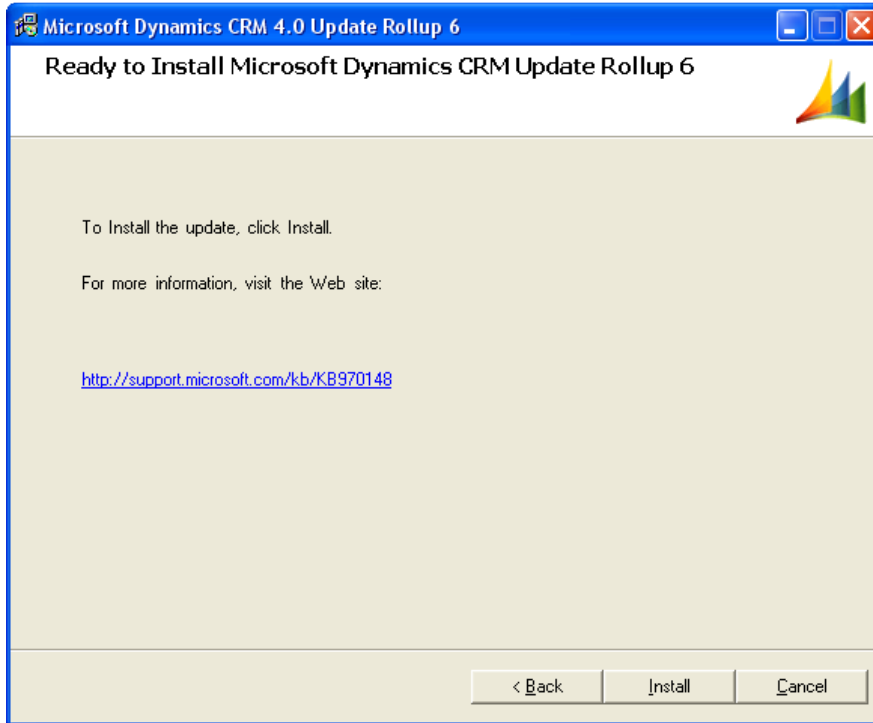 Microsoft Dynamics CRM 4.0 Update Rollup 6
Ready to Install Microsoft Dynamics CRM Update Rollup 6
To Install the update, click Install.
For more information, visit the Web site:
http://support.microsoft.com/kb/KB970148
< Back Install Cancel